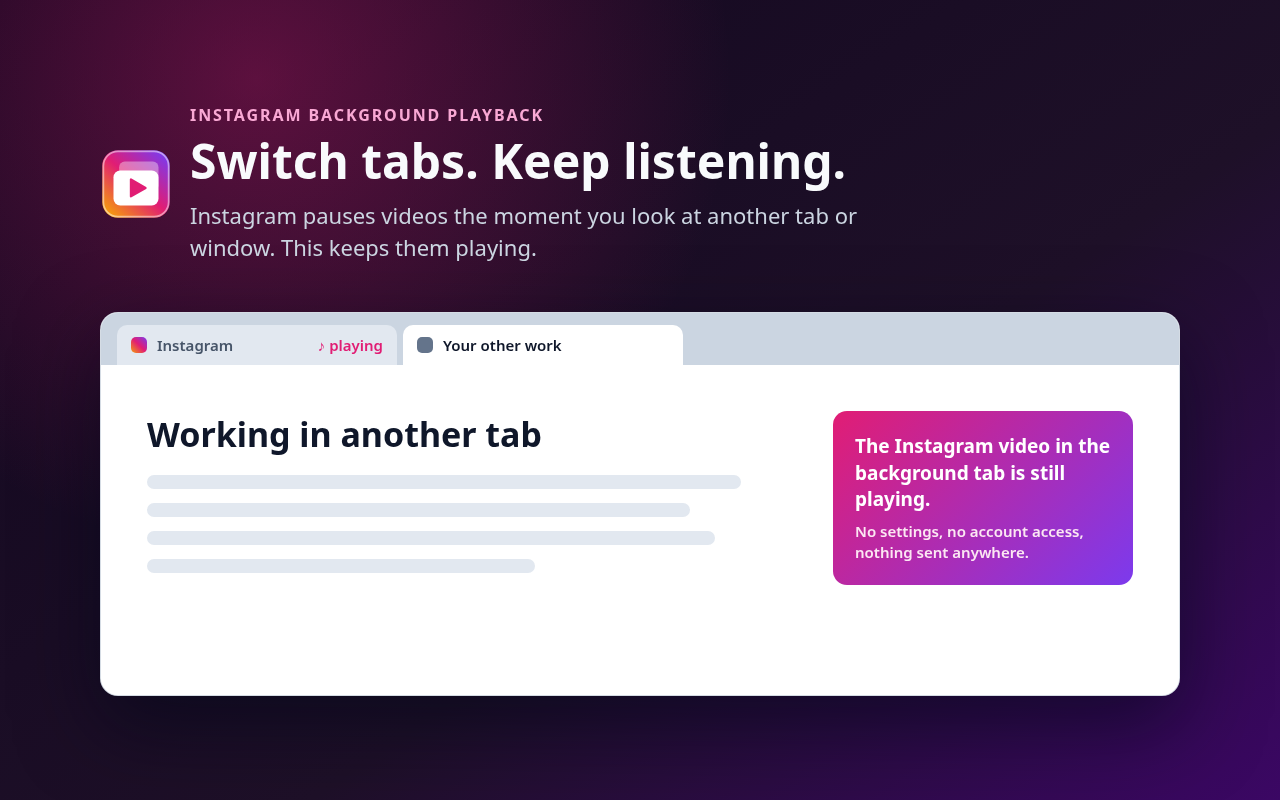 INSTAGRAM BACKGROUND PLAYBACK
Switch tabs. Keep listening.
Instagram pauses videos the moment you look at another tab or
window. This keeps them playing.
Instagram
♪ playing
Your other work
Working in another tab
The Instagram video in the
background tab is still
playing.
No settings, no account access,
nothing sent anywhere.